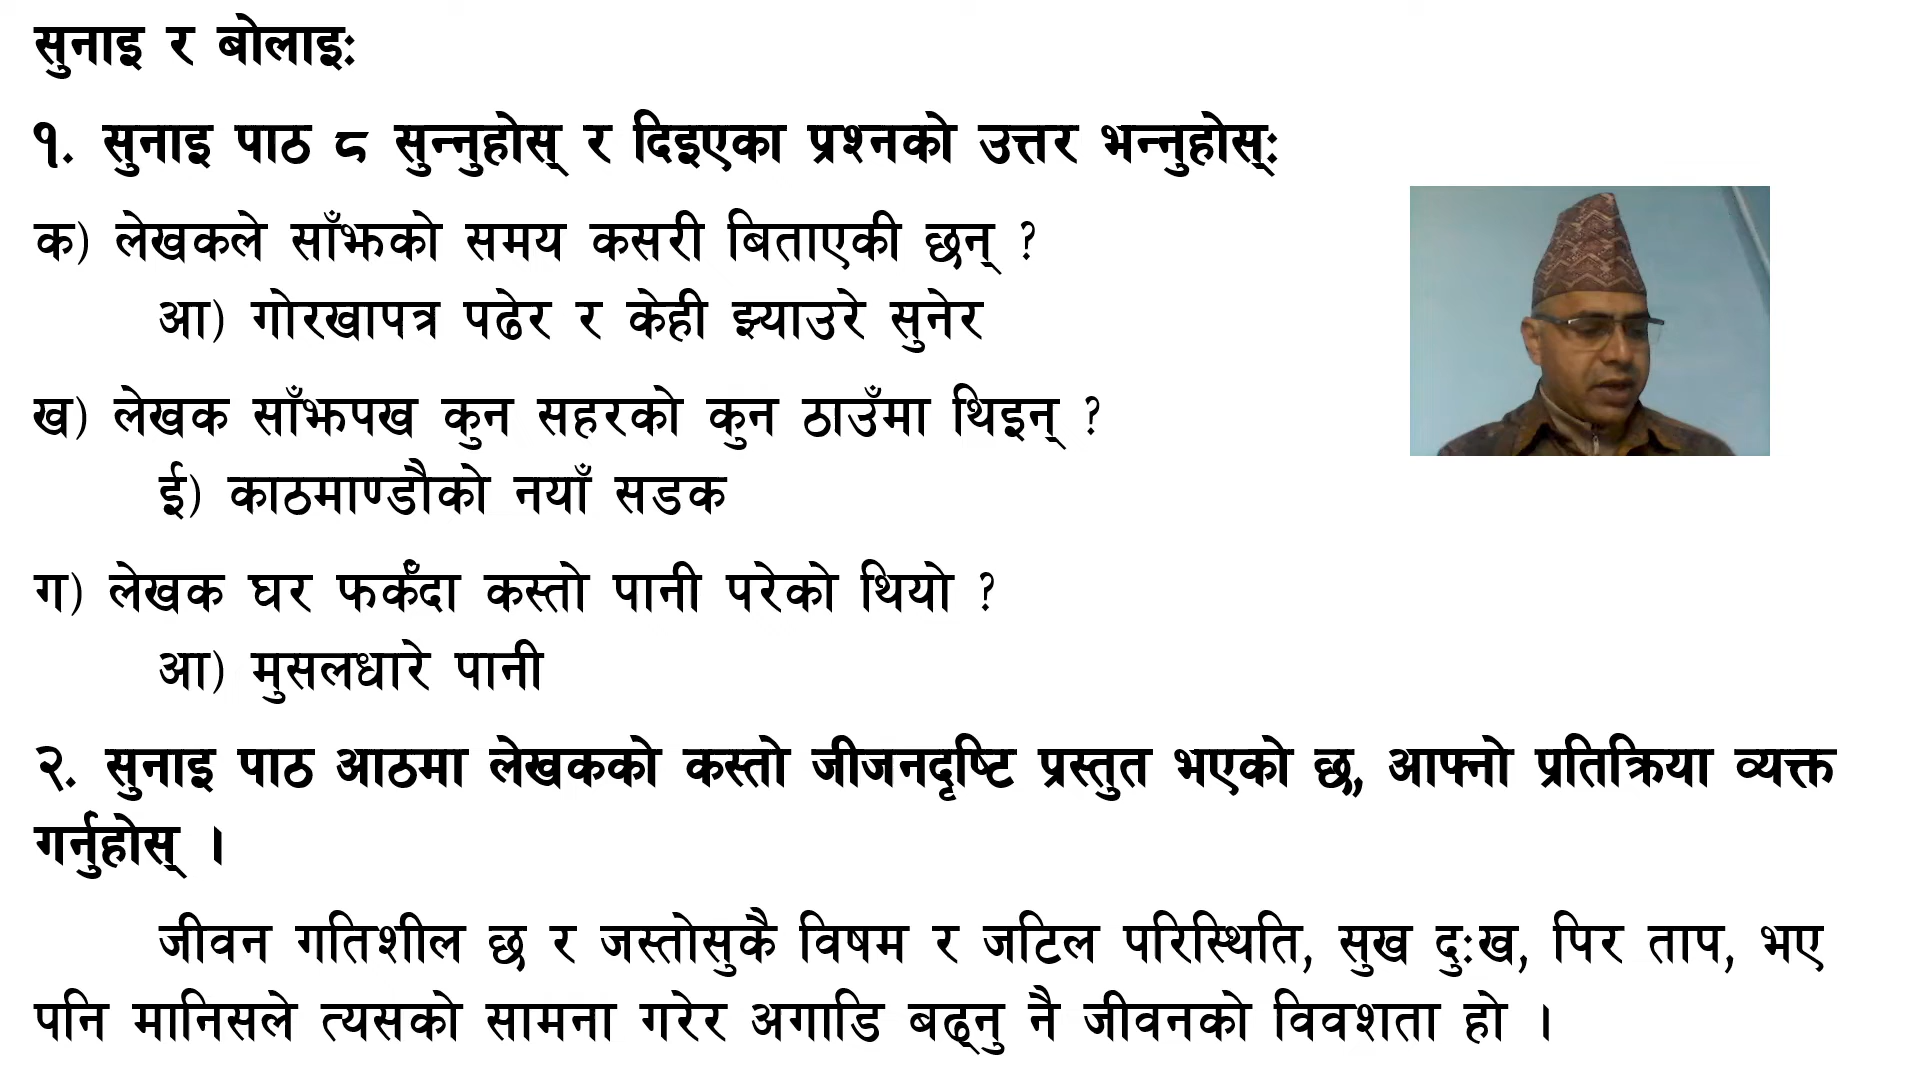 सुनाइ र बोलाइः
१. सुनाइ पाठ ८ सुन्नुहोस् र दिइएका प्रश्नको उत्तर भन्नुहोस्ः
क) लेखकले साँझको समय कसरी बिताएकी छन् ?
आ) गोरखापत्र पढेर र केही झ्याउरे सुनेर
ख) लेखक साँझपख कुन सहरको कुन ठाउँमा थिइन् ?
ई) काठमाण्डौको नयाँ सडक
ग) लेखक घर फर्कँदा कस्तो पानी परेको थियो ?
आ) मुसलधारे पानी
२. सुनाइ पाठ आठमा लेखकको कस्तो जीजनदृष्टि प्रस्तुत भएको छ,, आफ्नो प्रतिक्रिया व्यक्त
गर्नुहोस् ।
जीवन गतिशील छ र जस्तोसुकै विषम र जटिल परिस्थिति, सुख दुःख, पिर ताप, भए
पनि मानिसले त्यसको सामना गरेर अगाडि बढ्नु नै जीवनको विवशता हो ।